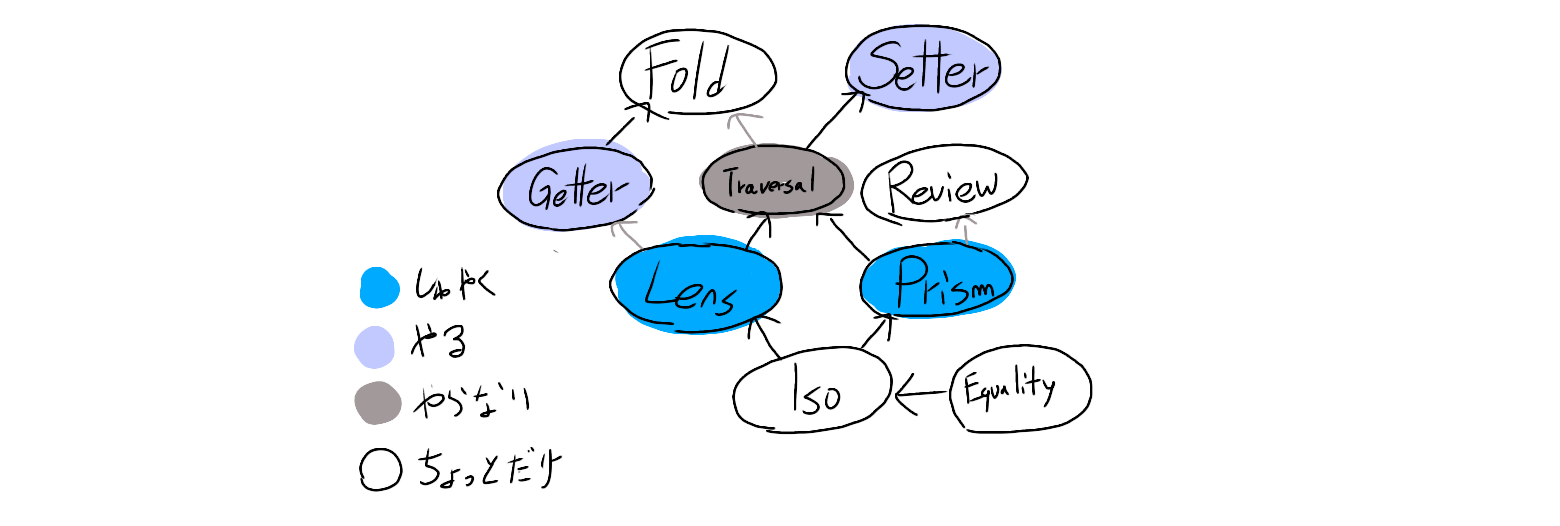 Fold
Setter
Getter
Traversal
Review
Lens
Prism
しゅやく
やる
Iso
Equality
やらない
ちょっとだけ